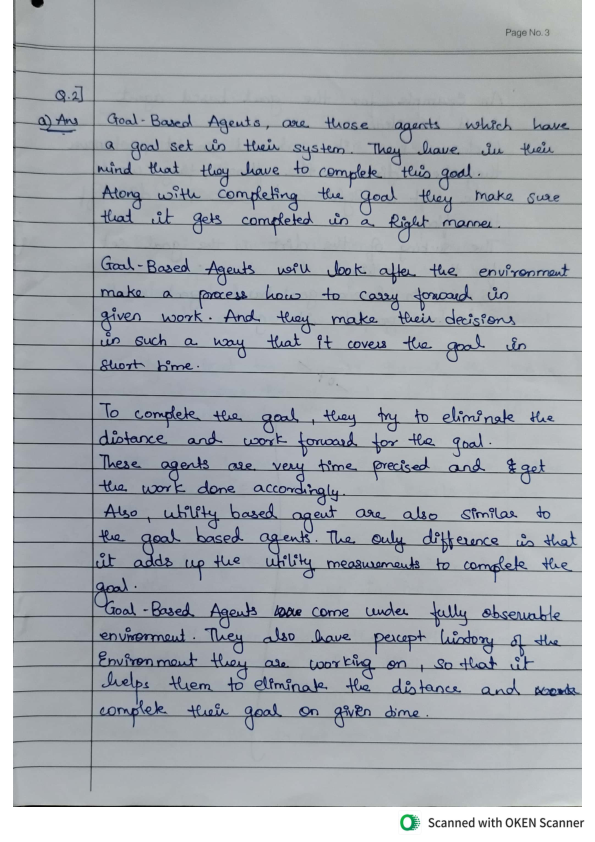 Page No. 3
Q.2]
a) Ans Goal-Based Agents, are those agents which have
a goal set in their system. They have in their
mind that they have to complete this goal.
Along with completing the goal they make sure
that it gets completed in a Right manner.
Goal-Based Agents will look after the environment
make a process how to carry forward in
given work. And they make their decisions
in such a way that it covers the goal in
short time.
To complete the goal, they try to eliminate the
distance and work forward for the goal.
These agents are very time precised and get
the work done accordingly.
Also, utility based agent are also similar to
the goal based agents. The only difference is that
it adds up the utility measurements to complete the
goal.
Goal-Based Agents come under fully observable
environment. They also have percept history of the
Environment they are working on, so that it
helps them to eliminate the distance and
complete their goal on given time.
Scanned with OKEN Scanner